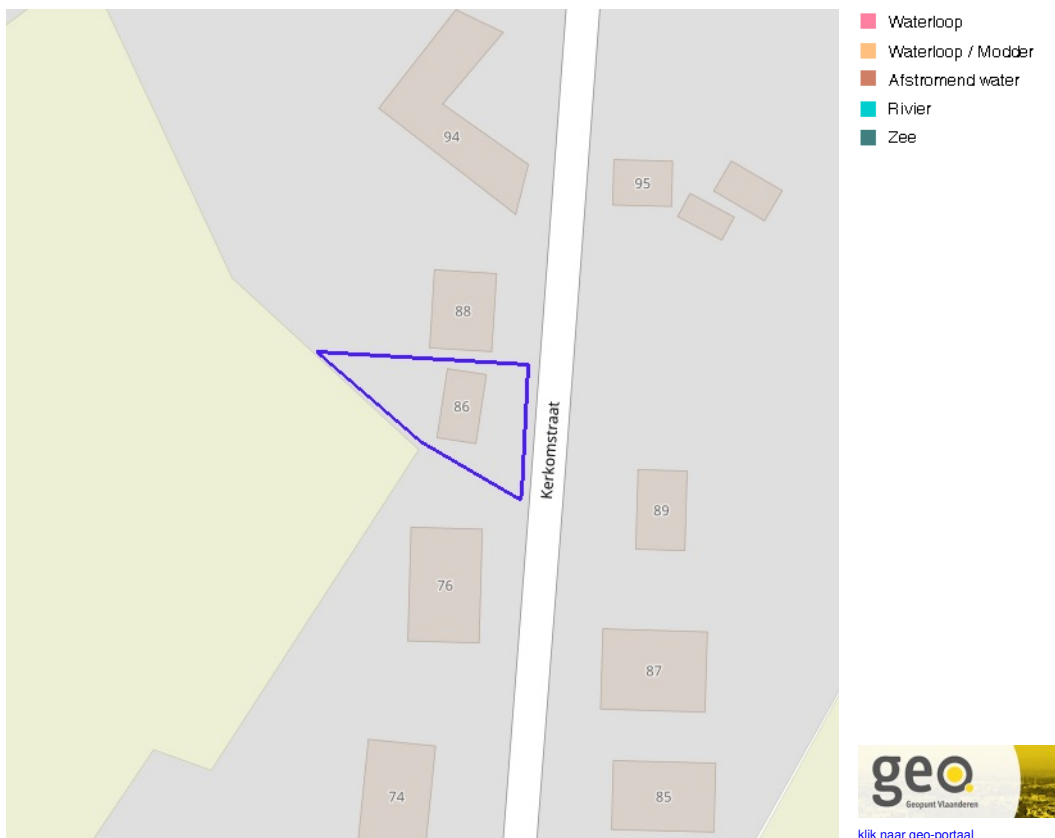 Waterloop
Waterloop / Modder
Afstromend water
Rivier
Zee
94
95
88
86
Kerkomstraat
89
76
87
74
85
geo
Geopunt Vlaanderen
klik naar geo-portaal